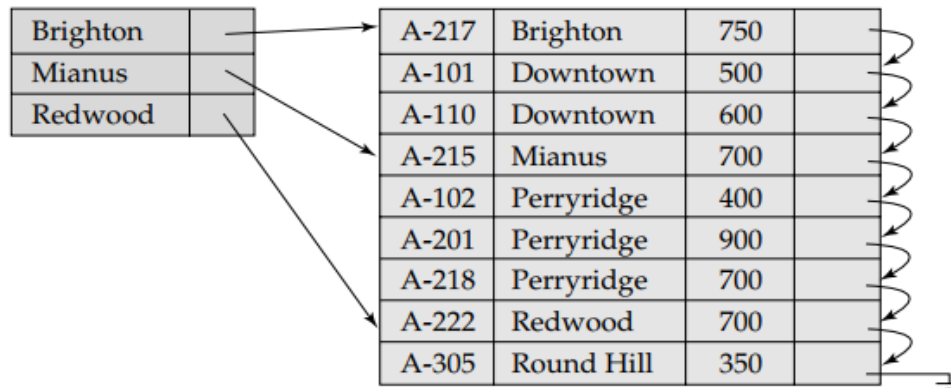 Brighton
Mianus
Redwood
A-217 Brighton 750
A-101 Downtown 500
A-110 Downtown 600
A-215 Mianus 700
A-102 Perryridge 400
A-201 Perryridge 900
A-218 Perryridge 700
A-222 Redwood 700
A-305 Round Hill 350